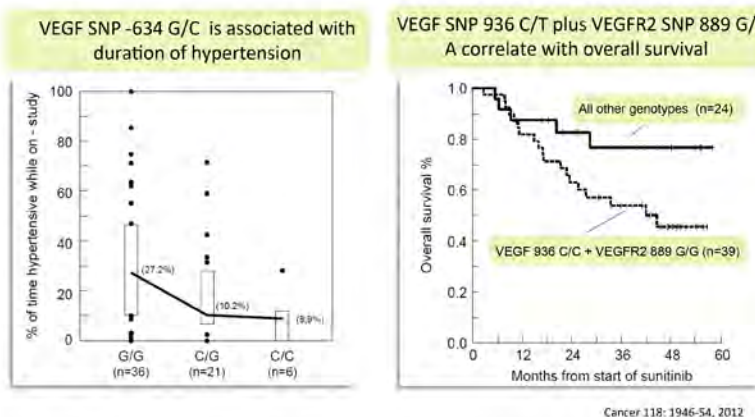 VEGF SNP -634 G/C is associated with
duration of hypertension
% of time hypertensive while on - study
100
80
60
40
20
0
(27.2%)
(10.2%)
(8.9%)
G/G
(n=36)
C/G
(n=21)
C/C
(n=6)
VEGF SNP 936 C/T plus VEGFR2 SNP 889 G/
A correlate with overall survival
Overall survival %
1.0
0.8
0.6
0.4
0.2
0.0
All other genotypes (n=24)
VEGF 936 C/C + VEGFR2 889 G/G (n=39)
0 12 24 36 48 60
Months from start of sunitinib
Cancer 118: 1946-54, 2012